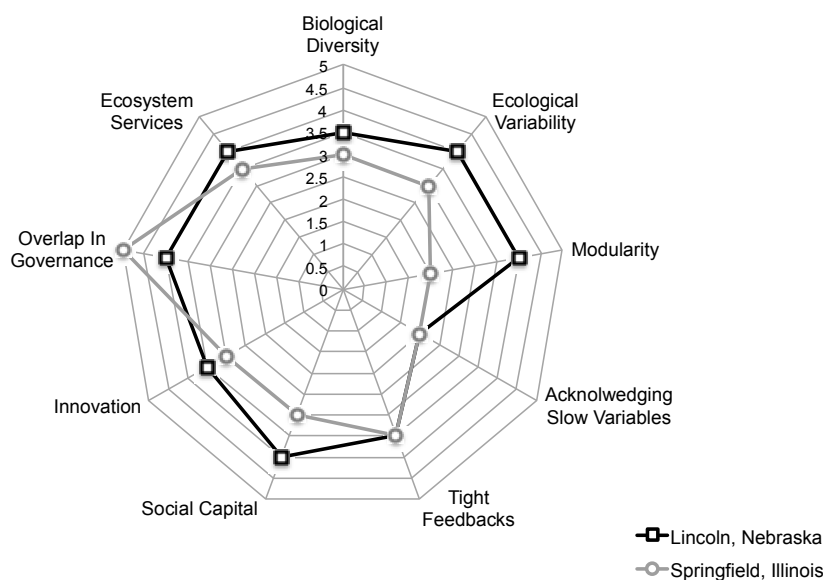 Biological
Diversity
Ecological
Variability
Modularity
Acknolwedging
Slow Variables
Tight
Feedbacks
Social Capital
Innovation
Overlap In
Governance
Ecosystem
Services
5
4.5
4
3.5
3
2.5
2
1.5
1
0.5
0
Lincoln, Nebraska
Springfield, Illinois